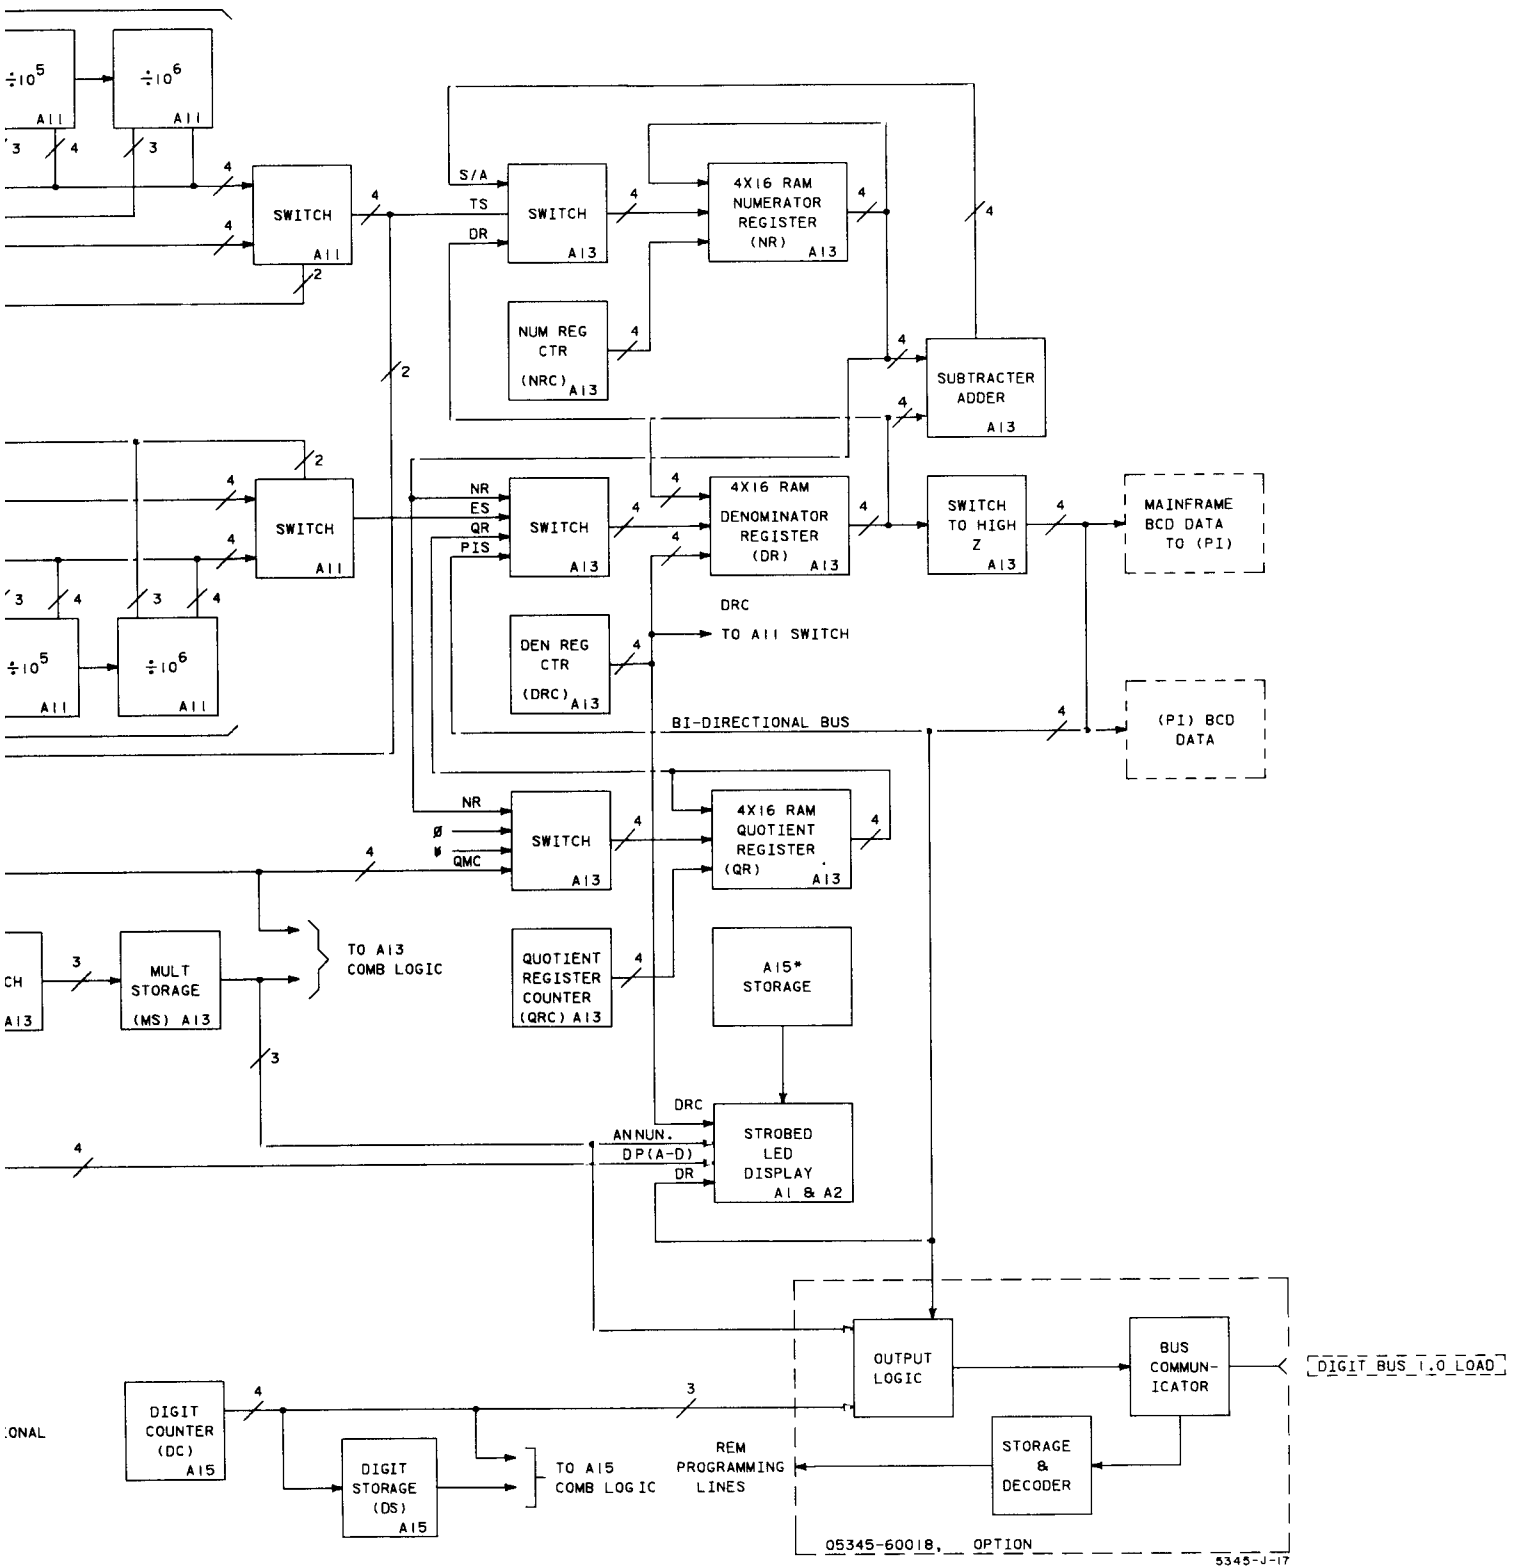 ÷10⁵
A11
÷10⁶
A11
3
4
3
4
4
SWITCH
A11
4
2
2
S/A
TS
DR
SWITCH
A13
4
4X16 RAM
NUMERATOR
REGISTER
(NR)
A13
4
4
NUM REG
CTR
(NRC)
A13
4
4
4
SUBTRACTER
ADDER
A13
2
4
4
SWITCH
A11
NR
ES
QR
PIS
SWITCH
A13
4
4
4
4X16 RAM
DENOMINATOR
REGISTER
(DR)
A13
4
SWITCH
TO HIGH
Z
A13
4
MAINFRAME
BCD DATA
TO (PI)
3
4
3
4
÷10⁵
A11
÷10⁶
A11
DEN REG
CTR
(DRC)
A13
4
DRC
TO A11 SWITCH
BI-DIRECTIONAL BUS
4
(PI) BCD
DATA
NR
Ø
QMC
4
SWITCH
A13
4
4X16 RAM
QUOTIENT
REGISTER
(QR)
A13
4
CH
A13
3
MULT
STORAGE
(MS) A13
TO A13
COMB LOGIC
3
QUOTIENT
REGISTER
COUNTER
(QRC) A13
4
A15*
STORAGE
4
DRC
ANNUN.
DP(A-D)
DR
STROBED
LED
DISPLAY
A1 & A2
OUTPUT
LOGIC
BUS
COMMUN-
ICATOR
DIGIT BUS 1.0 LOAD
IONAL
DIGIT
COUNTER
(DC)
A15
4
3
DIGIT
STORAGE
(DS)
A15
TO A15
COMB LOGIC
REM
PROGRAMMING
LINES
STORAGE
&
DECODER
05345-60018, OPTION
5345-J-17